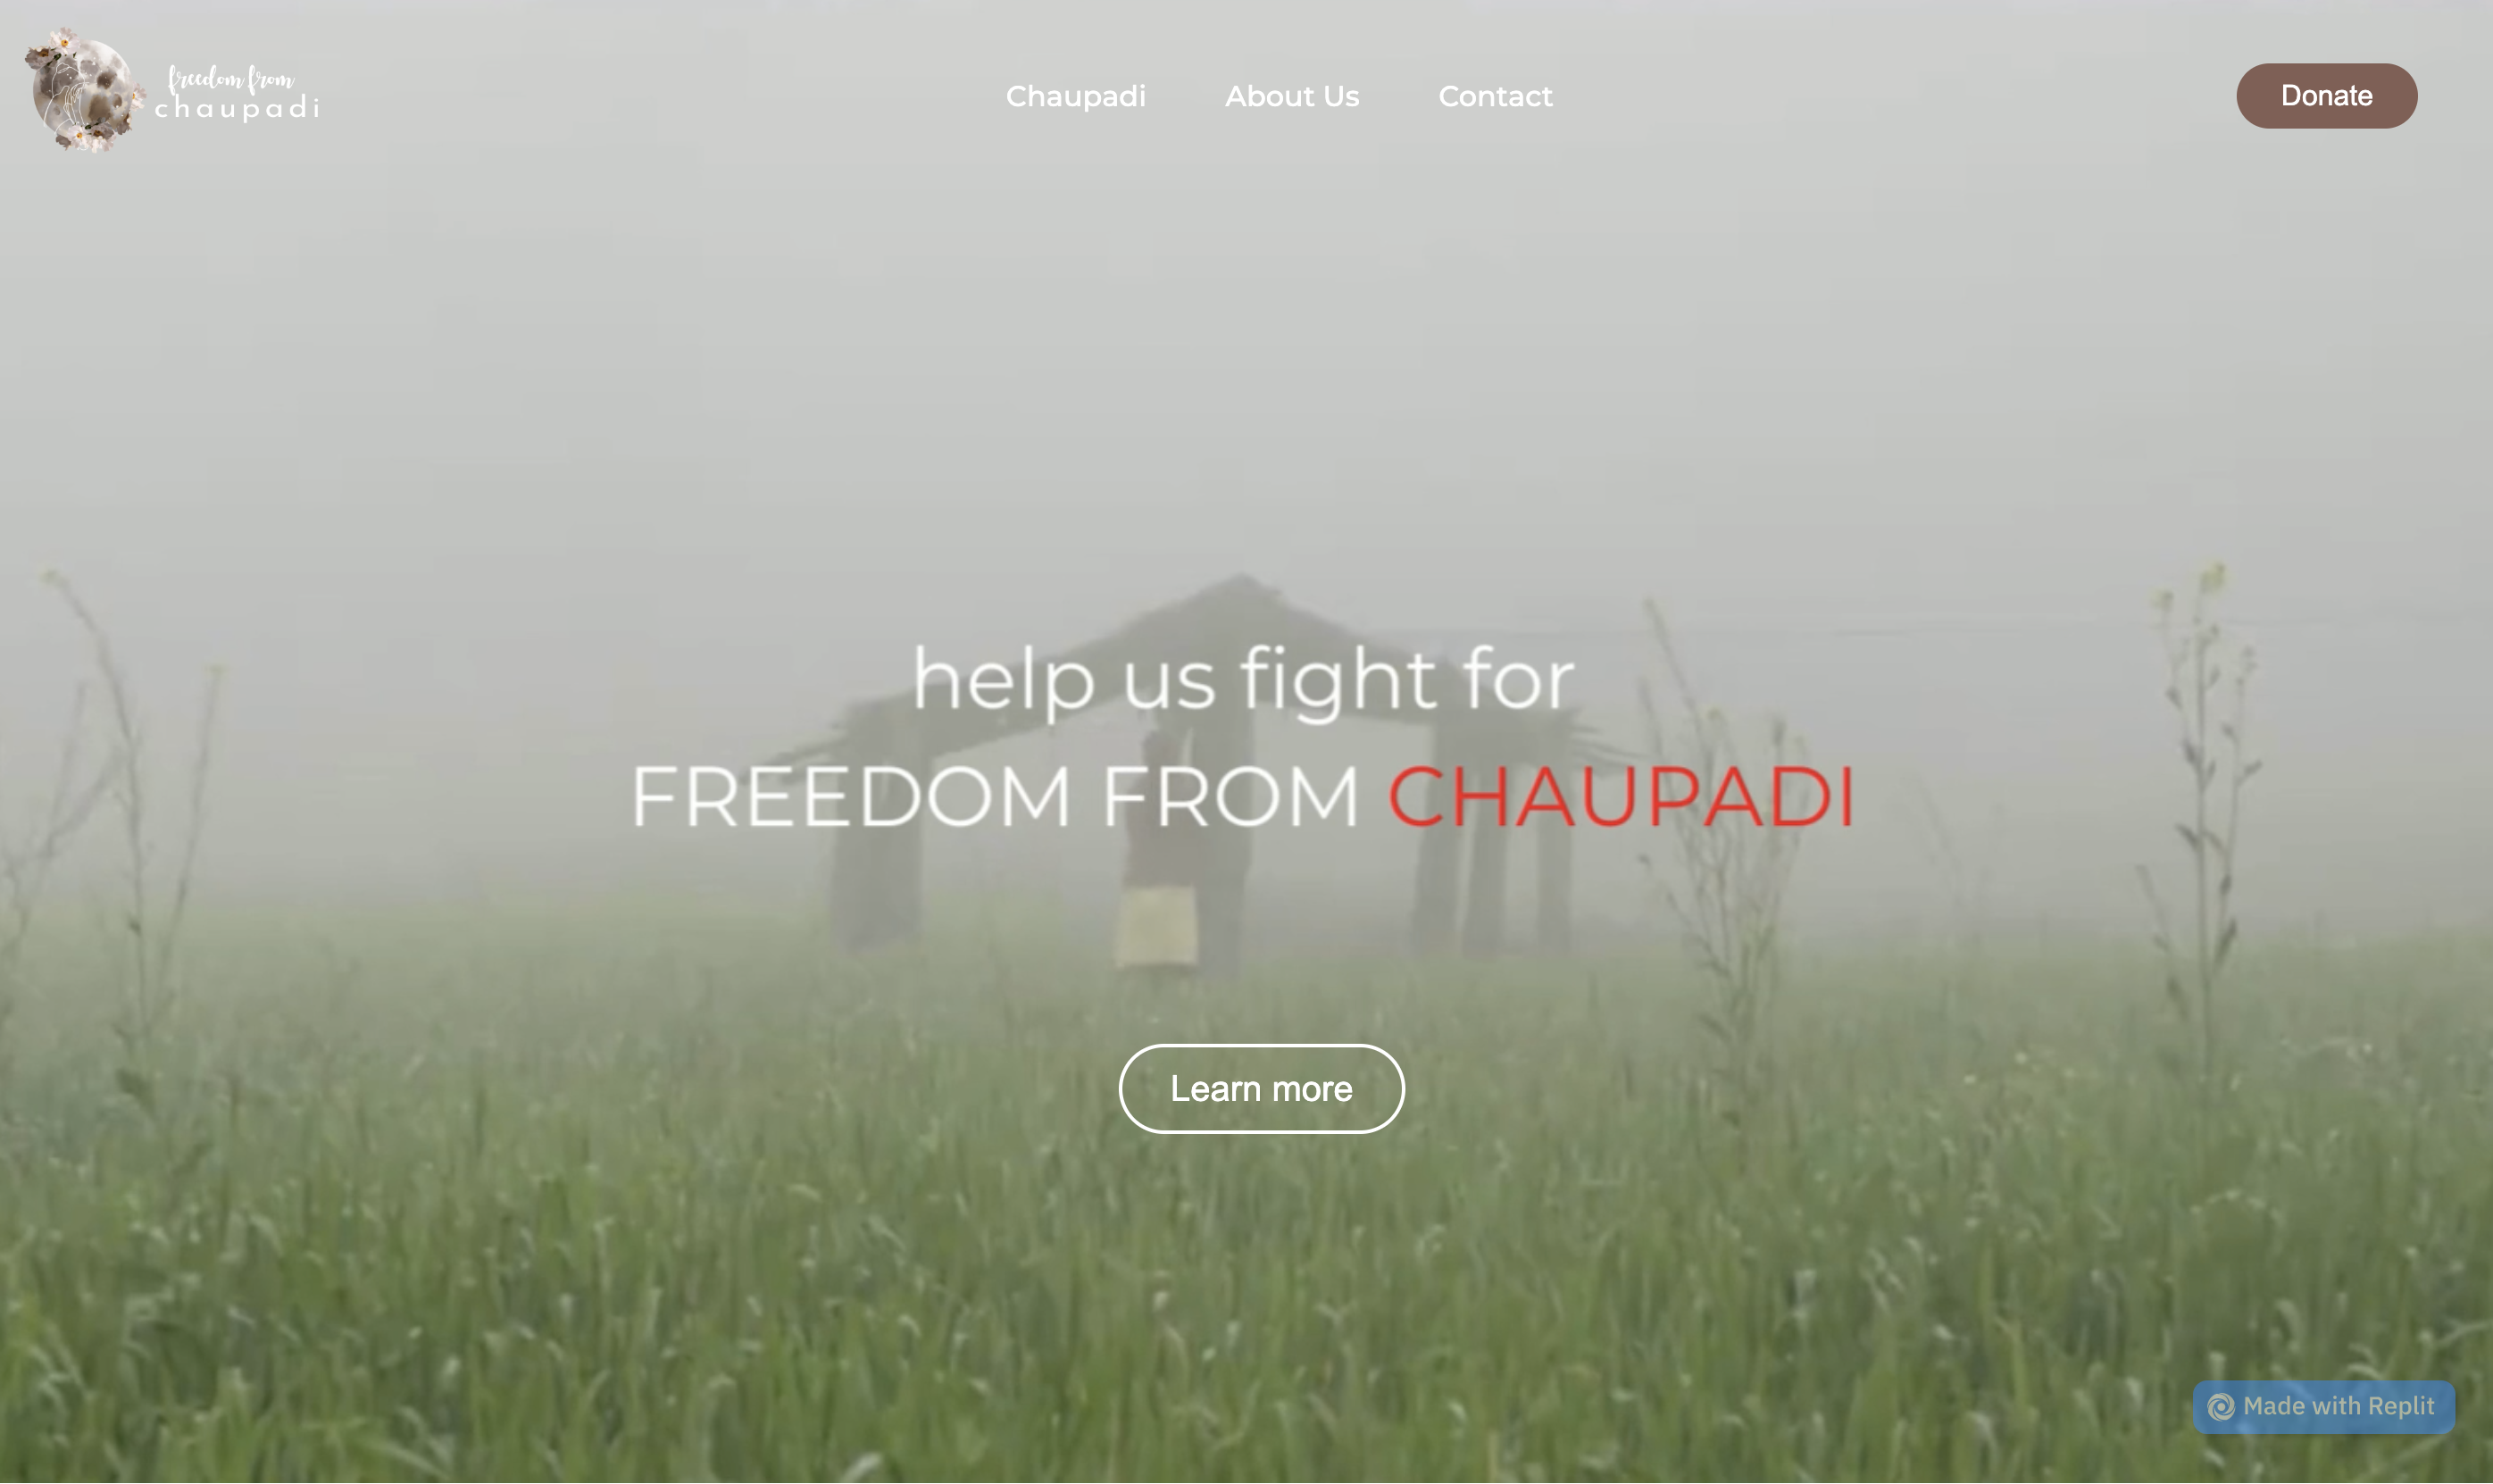 freedom from
chaupadi
Chaupadi
About Us
Contact
Donate
help us fight for
FREEDOM FROM CHAUPADI
Learn more
Made with Replit